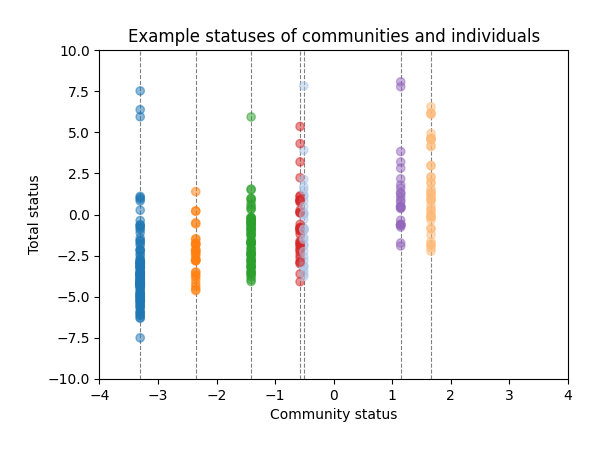 Example statuses of communities and individuals
10.0
7.5
5.0
2.5
0.0
−2.5
−5.0
−7.5
−10.0
Total status
−4 −3 −2 −1 0 1 2 3 4
Community status